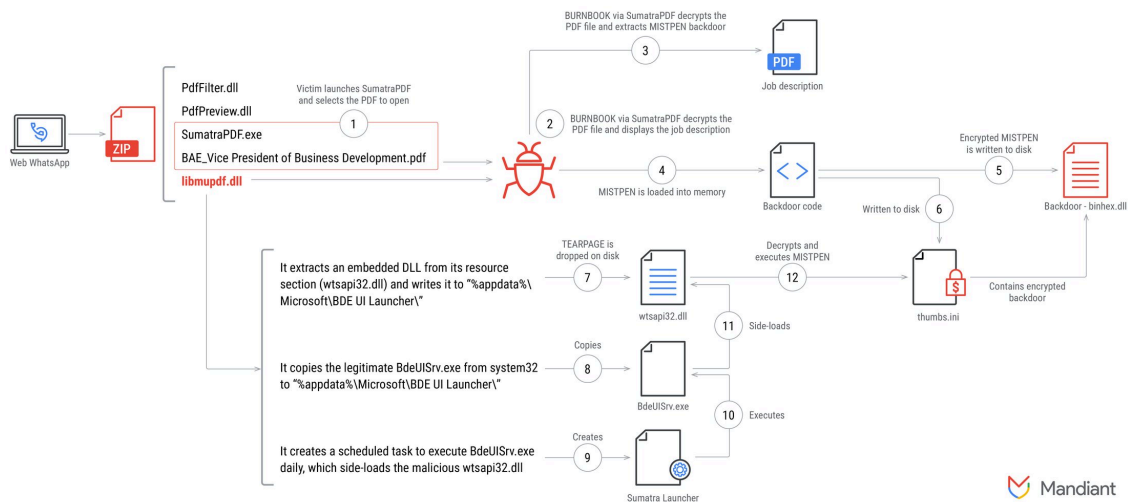 BURNBOOK via SumatraPDF decrypts the
PDF file and extracts MISTPEN backdoor
3
PDF
Job description
PdfFilter.dll
PdfPreview.dll
SumatraPDF.exe
BAE_Vice President of Business Development.pdf
libmupdf.dll
Victim launches SumatraPDF
and selects the PDF to open
1
Web WhatsApp
ZIP
2
BURNBOOK via SumatraPDF decrypts the
PDF file and displays the job description
4
MISTPEN is loaded into memory
Backdoor code
Encrypted MISTPEN
is written to disk
5
Backdoor - binhex.dll
Written to disk
6
It extracts an embedded DLL from its resource
section (wtsapi32.dll) and writes it to “%appdata%\
Microsoft\BDE UI Launcher\”
TEARPAGE is
dropped on disk
7
wtsapi32.dll
Decrypts and
executes MISTPEN
12
$
thumbs.ini
Contains encrypted
backdoor
11
Side-loads
It copies the legitimate BdeUISrv.exe from system32
to “%appdata%\Microsoft\BDE UI Launcher\”
Copies
8
BdeUISrv.exe
10
Executes
It creates a scheduled task to execute BdeUISrv.exe
daily, which side-loads the malicious wtsapi32.dll
Creates
9
Sumatra Launcher
Mandiant